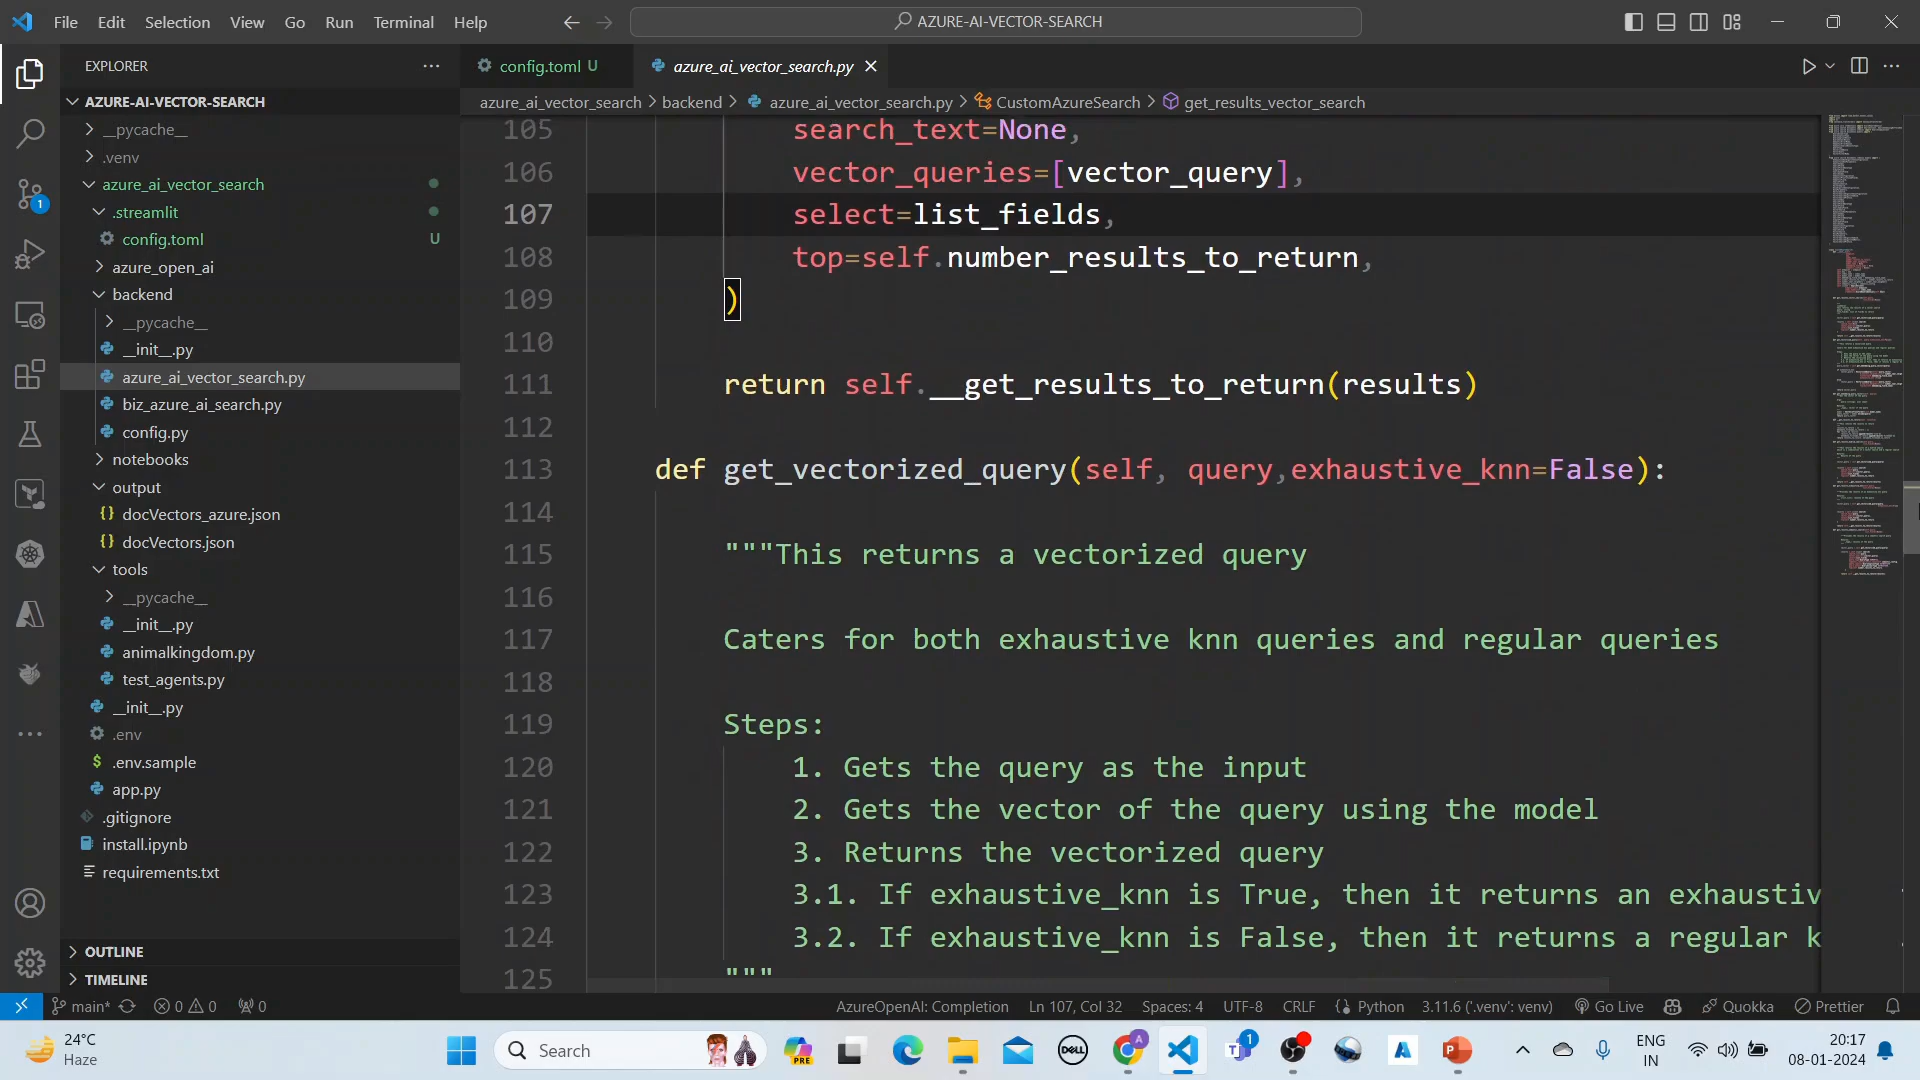 File Edit Selection View Go Run Terminal Help
AZURE-AI-VECTOR-SEARCH
EXPLORER
AZURE-AI-VECTOR-SEARCH
__pycache__
.venv
azure_ai_vector_search
.streamlit
config.toml U
azure_open_ai
backend
__pycache__
__init__.py
azure_ai_vector_search.py
biz_azure_ai_search.py
config.py
notebooks
output
docVectors_azure.json
docVectors.json
tools
__pycache__
__init__.py
animalkingdom.py
test_agents.py
__init__.py
.env
.env.sample
app.py
.gitignore
install.ipynb
requirements.txt
OUTLINE
TIMELINE
1
config.toml U
azure_ai_vector_search.py
azure_ai_vector_search > backend > azure_ai_vector_search.py > CustomAzureSearch > get_results_vector_search
105 search_text=None,
106 vector_queries=[vector_query],
107 select=list_fields,
108 top=self.number_results_to_return,
109 )
110
111 return self.__get_results_to_return(results)
112
113 def get_vectorized_query(self, query,exhaustive_knn=False):
114
115 """This returns a vectorized query
116
117 Caters for both exhaustive knn queries and regular queries
118
119 Steps:
120 1. Gets the query as the input
121 2. Gets the vector of the query using the model
122 3. Returns the vectorized query
123 3.1. If exhaustive_knn is True, then it returns an exhaustiv
124 3.2. If exhaustive_knn is False, then it returns a regular k
125 """
main* 0 0 0 AzureOpenAI: Completion Ln 107, Col 32 Spaces: 4 UTF-8 CRLF Python 3.11.6 ('.venv': venv) Go Live Quokka Prettier
24°C
Haze
Search
PRE
DELL
A
1
ENG
IN
20:17
08-01-2024